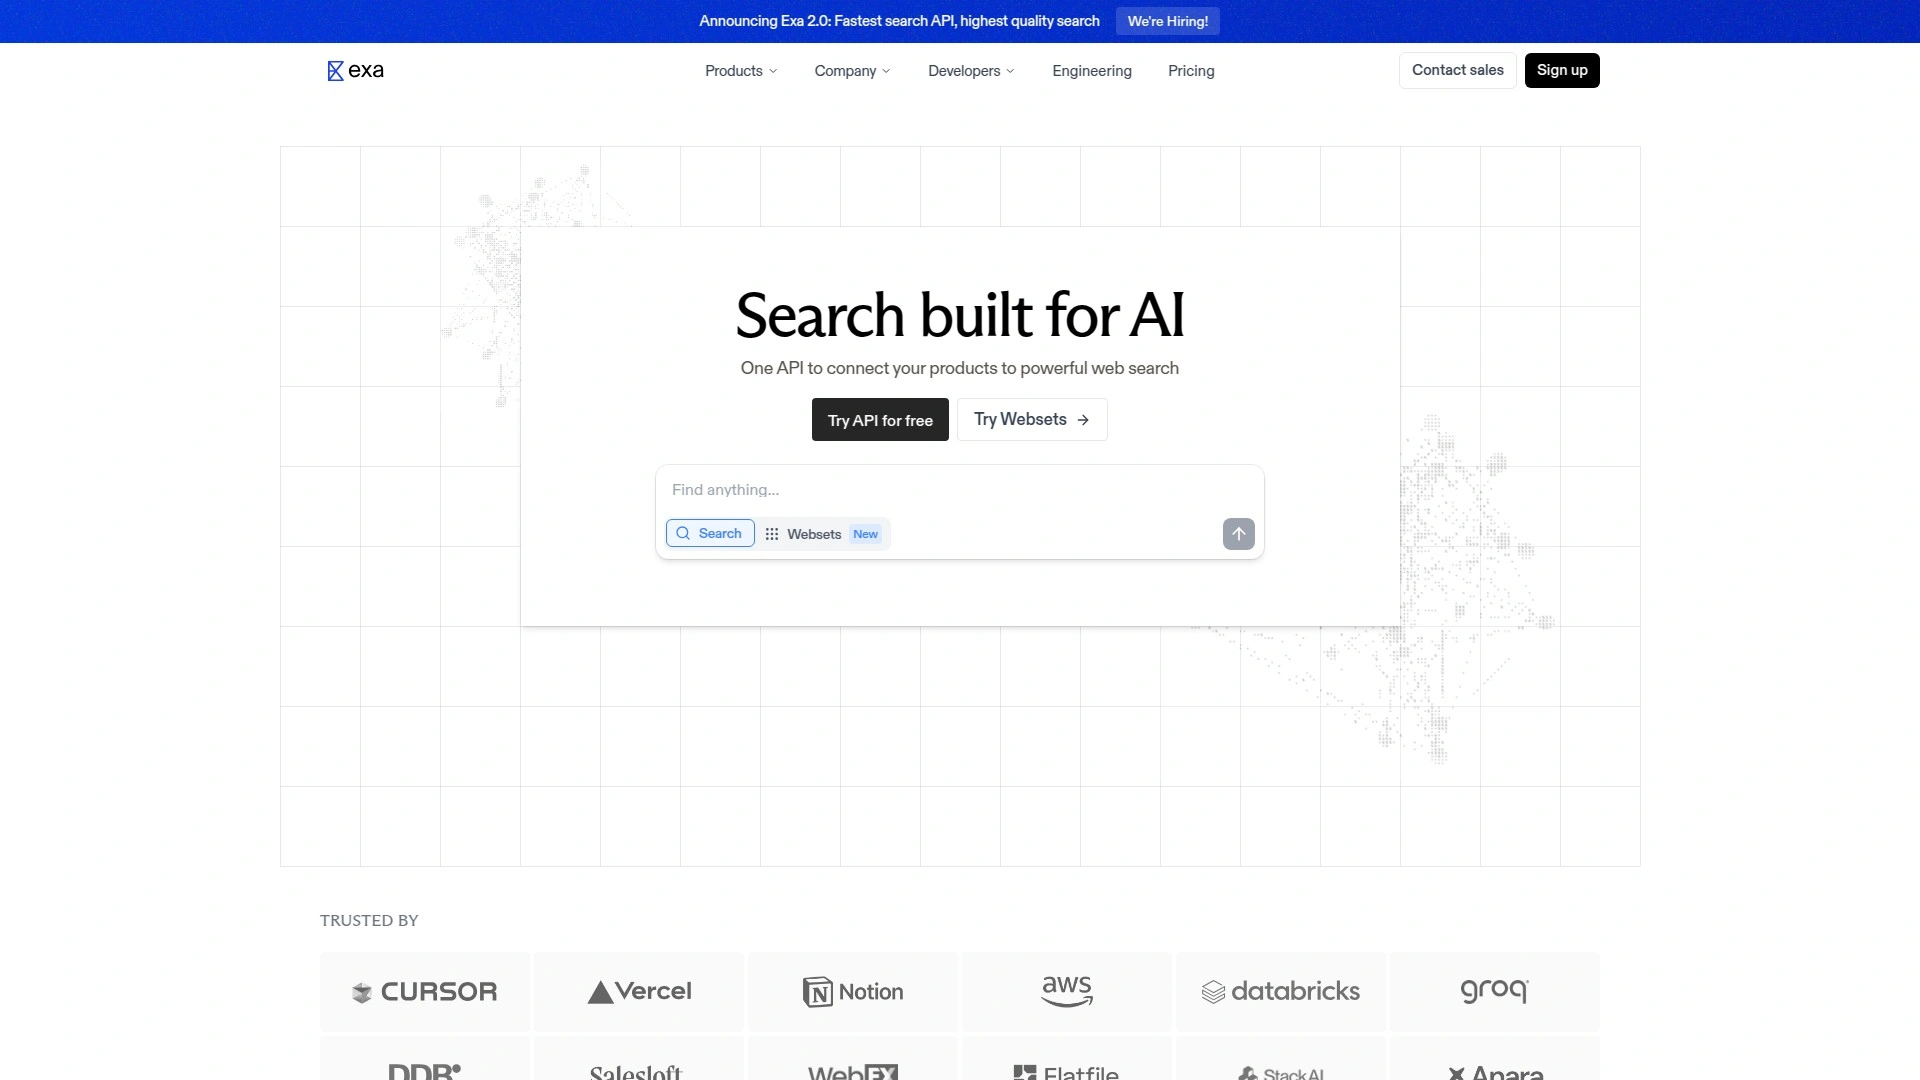 Announcing Exa 2.0: Fastest search API, highest quality search
We're Hiring!
exa
Products
Company
Developers
Engineering
Pricing
Contact sales
Sign up
Search built for AI
One API to connect your products to powerful web search
Try API for free
Try Websets →
Find anything...
Search
Websets New
TRUSTED BY
CURSOR
Vercel
Notion
aws
databricks
groq
Salesloft
WebFX
Flatfile
StackAI
Apara